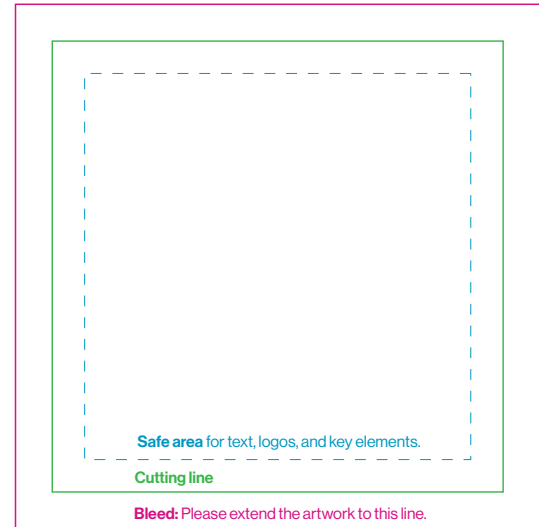 Safe area for text, logos, and key elements.
Cutting line
Bleed: Please extend the artwork to this line.